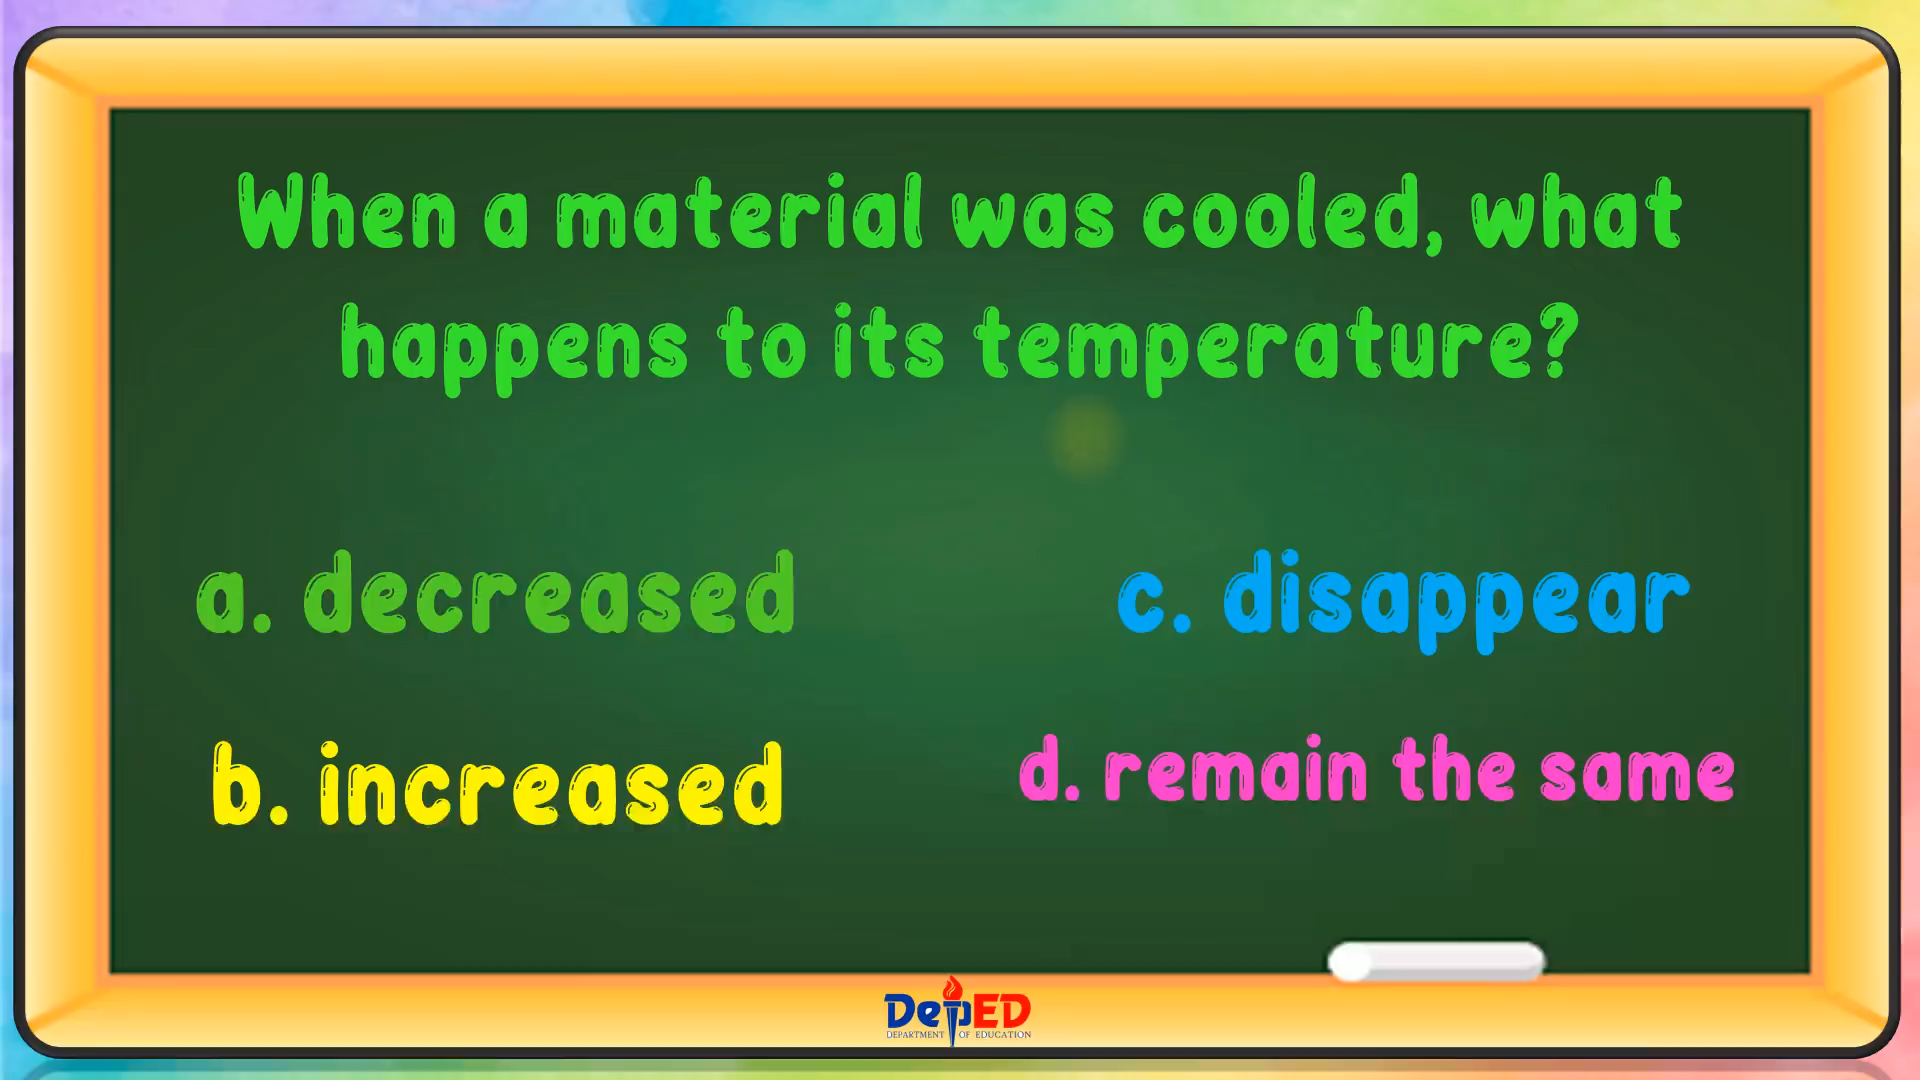 When a material was cooled, what
happens to its temperature?
a. decreased
b. increased
c. disappear
d. remain the same
DepED
DEPARTMENT OF EDUCATION